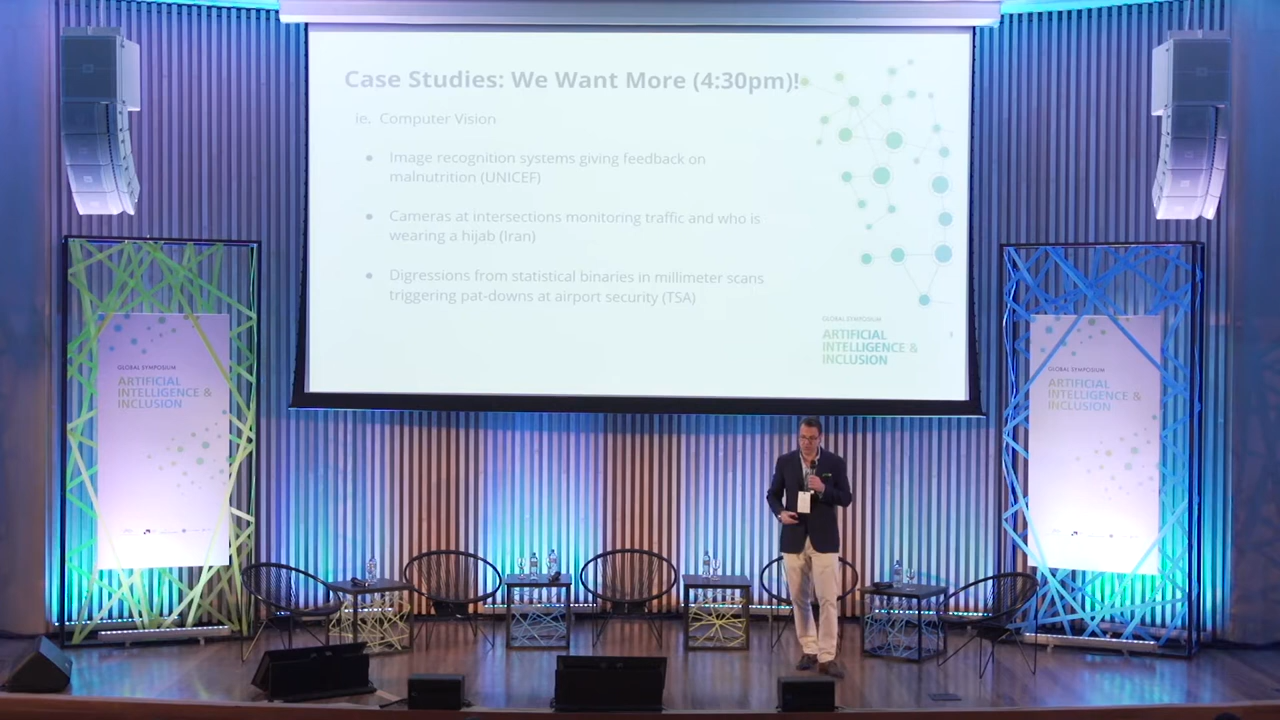 Case Studies: We Want More (4:30pm)!
ie. Computer Vision
Image recognition systems giving feedback on
malnutrition (UNICEF)
Cameras at intersections monitoring traffic and who is
wearing a hijab (Iran)
Digressions from statistical binaries in millimeter scans
triggering pat-downs at airport security (TSA)
GLOBAL SYMPOSIUM
ARTIFICIAL
INTELLIGENCE &
INCLUSION
GLOBAL SYMPOSIUM
ARTIFICIAL
INTELLIGENCE &
INCLUSION
GLOBAL SYMPOSIUM
ARTIFICIAL
INTELLIGENCE &
INCLUSION